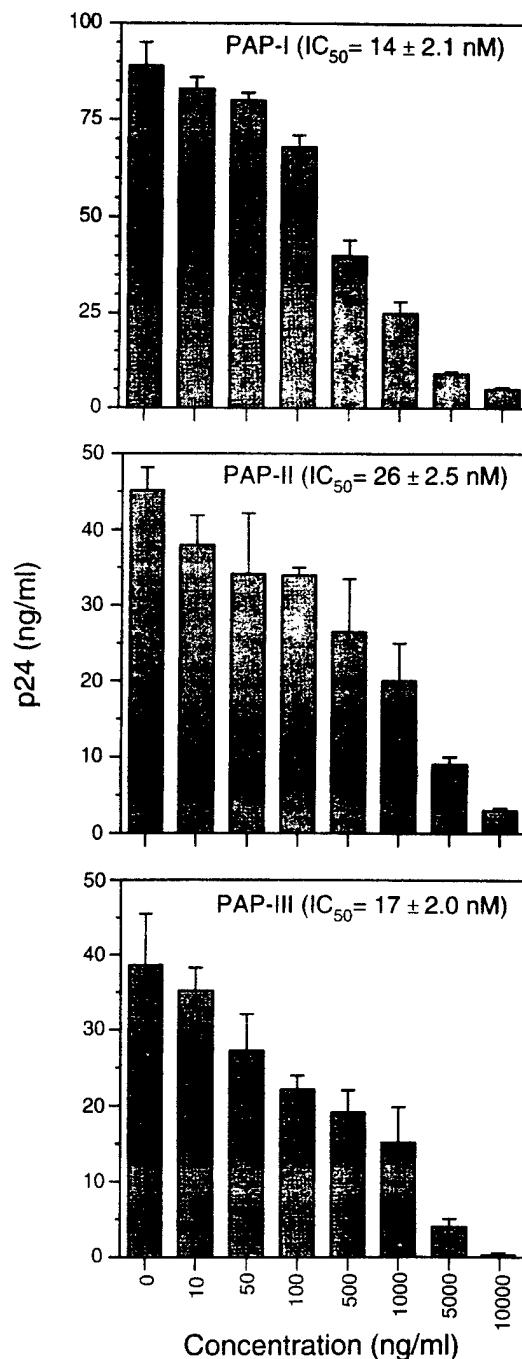 100
PAP-I (IC50= 14 ± 2.1 nM)
75
50
25
0
50
PAP-II (IC50= 26 ± 2.5 nM)
40
30
20
10
0
p24 (ng/ml)
50
PAP-III (IC50= 17 ± 2.0 nM)
40
30
20
10
0
0 10 50 100 500 1000 5000 10000
Concentration (ng/ml)